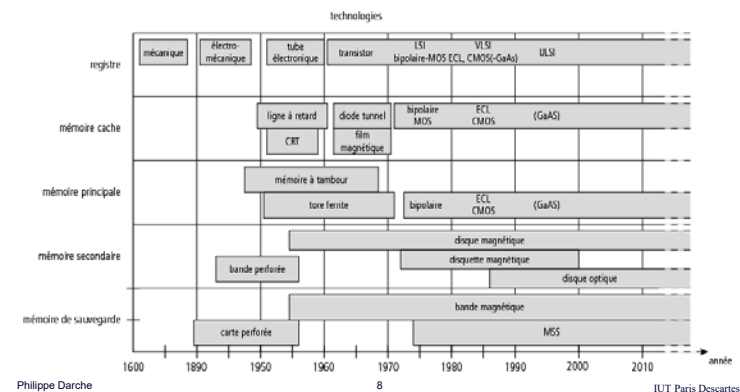 technologies
registre
mécanique
électro-
mécanique
tube
électronique
transistor
LSI
VLSI
ULSI
bipolaire-MOS ECL, CMOS(-GaAs)
mémoire cache
ligne à retard
CRT
diode tunnel
film
magnétique
bipolaire
MOS
ECL
CMOS
(GaAS)
mémoire principale
mémoire à tambour
tore ferrite
bipolaire
ECL
CMOS
(GaAS)
mémoire secondaire
disque magnétique
disquette magnétique
bande perforée
disque optique
mémoire de sauvegarde
bande magnétique
carte perforée
MSS
1600 1890 1950 1960 1970 1980 1990 2000 2010
année
Philippe Darche
8
IUT Paris Descartes